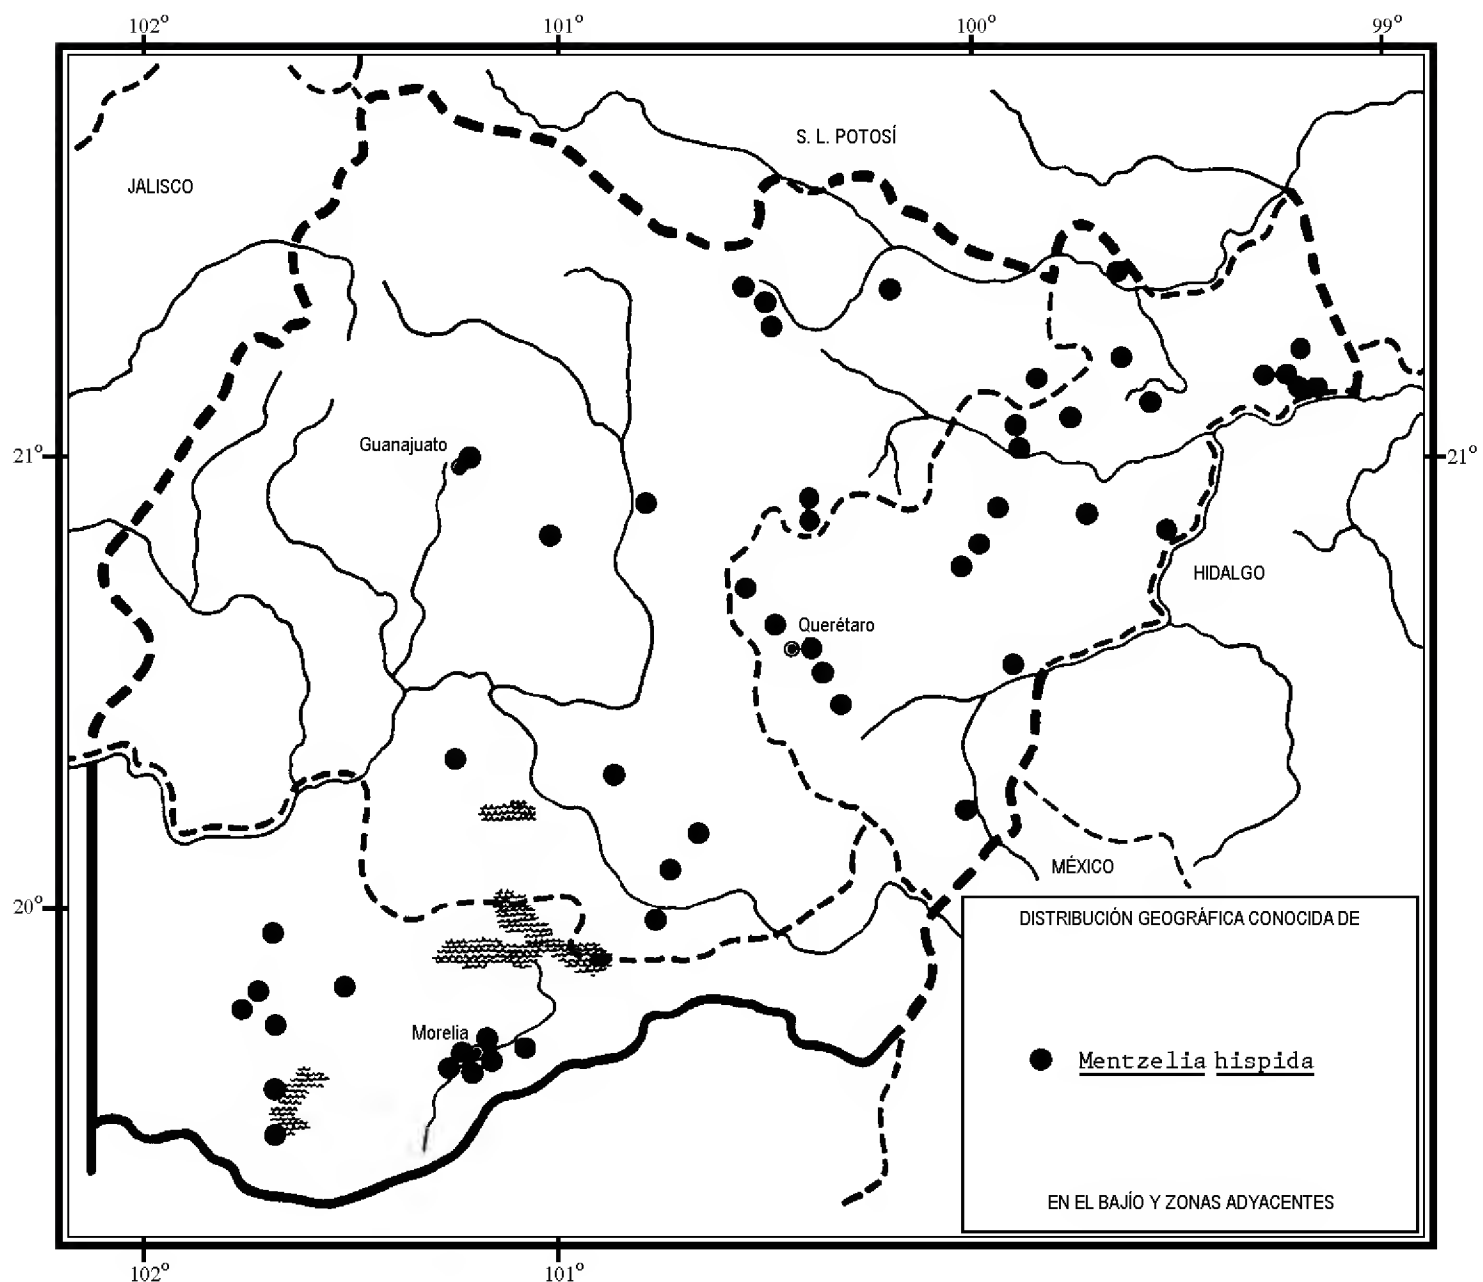 102° 101° 100° 99°
S. L. POTOSÍ
JALISCO
Guanajuato
21° 21°
HIDALGO
Querétaro
MÉXICO
20°
DISTRIBUCIÓN GEOGRÁFICA CONOCIDA DE
Morelia
Mentzelia hispida
EN EL BAJÍO Y ZONAS ADYACENTES
102° 101°